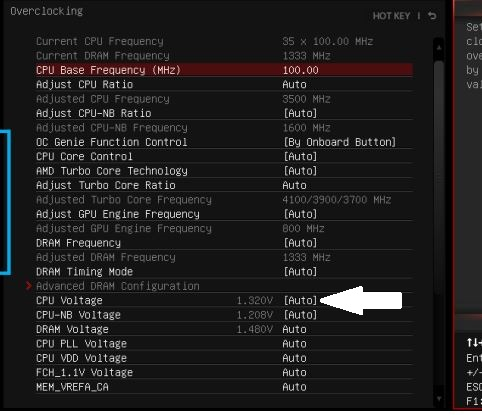 Overclocking
HOT KEY | ↩
Current CPU Frequency 35 x 100.00 MHz
Current DRAM Frequency 1333 MHz
CPU Base Frequency (MHz) 100.00
Adjust CPU Ratio Auto
Adjusted CPU Frequency 3500 MHz
Adjust CPU-NB Ratio [Auto]
Adjusted CPU-NB Frequency 1600 MHz
OC Genie Function Control [By Onboard Button]
CPU Core Control [Auto]
AMD Turbo Core Technology [Auto]
Adjust Turbo Core Ratio Auto
Adjusted Turbo Core Frequency 4100/3900/3700 MHz
Adjust GPU Engine Frequency [Auto]
Adjusted GPU Engine Frequency 800 MHz
DRAM Frequency [Auto]
Adjusted DRAM Frequency 1333 MHz
DRAM Timing Mode [Auto]
> Advanced DRAM Configuration
CPU Voltage 1.320V [Auto]
CPU-NB Voltage 1.208V [Auto]
DRAM Voltage 1.480V Auto
CPU PLL Voltage Auto
CPU VDD Voltage Auto
FCH_1.1V Voltage Auto
MEM_VREFA_CA Auto
Set
clo
ove
by
val
↑↓→
Ent
+/-
ESC
F1: